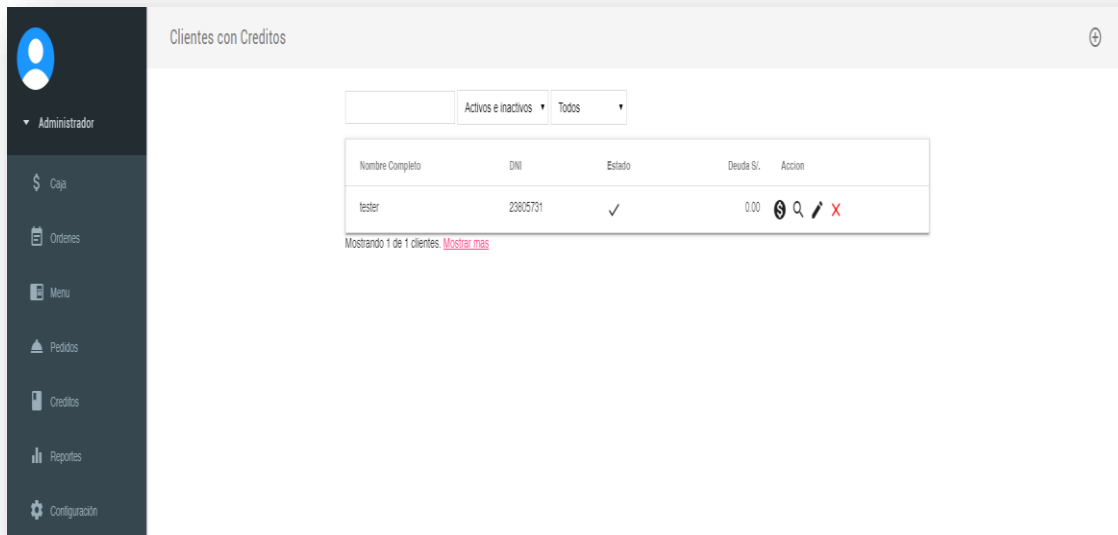 Clientes con Creditos
Administrador
Caja
Ordenes
Menu
Pedidos
Creditos
Reportes
Configuración
Activos e inactivos Todos
Nombre Completo DNI Estado Deuda S/. Accion
tester 23805731 0.00
Mostrando 1 de 1 clientes. Mostrar mas